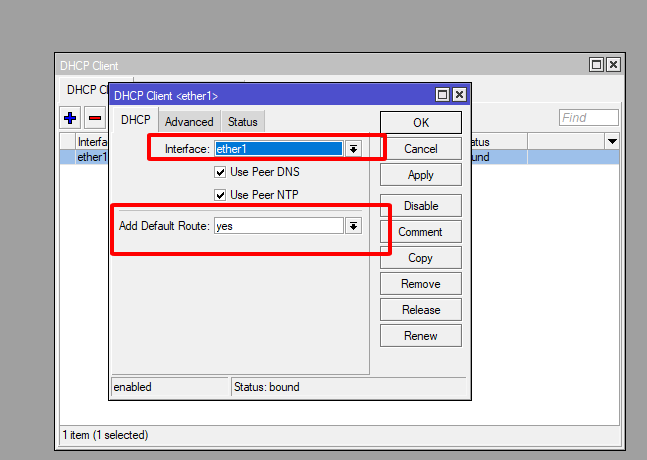 DHCP Client
DHCP Cl
DHCP Client <ether1>
DHCP Advanced Status
OK
Find
Interfa
atus
Interface: ether1
Cancel
ether1
ound
Use Peer DNS
Apply
Use Peer NTP
Disable
Add Default Route: yes
Comment
Copy
Remove
Release
Renew
enabled
Status: bound
1 item (1 selected)